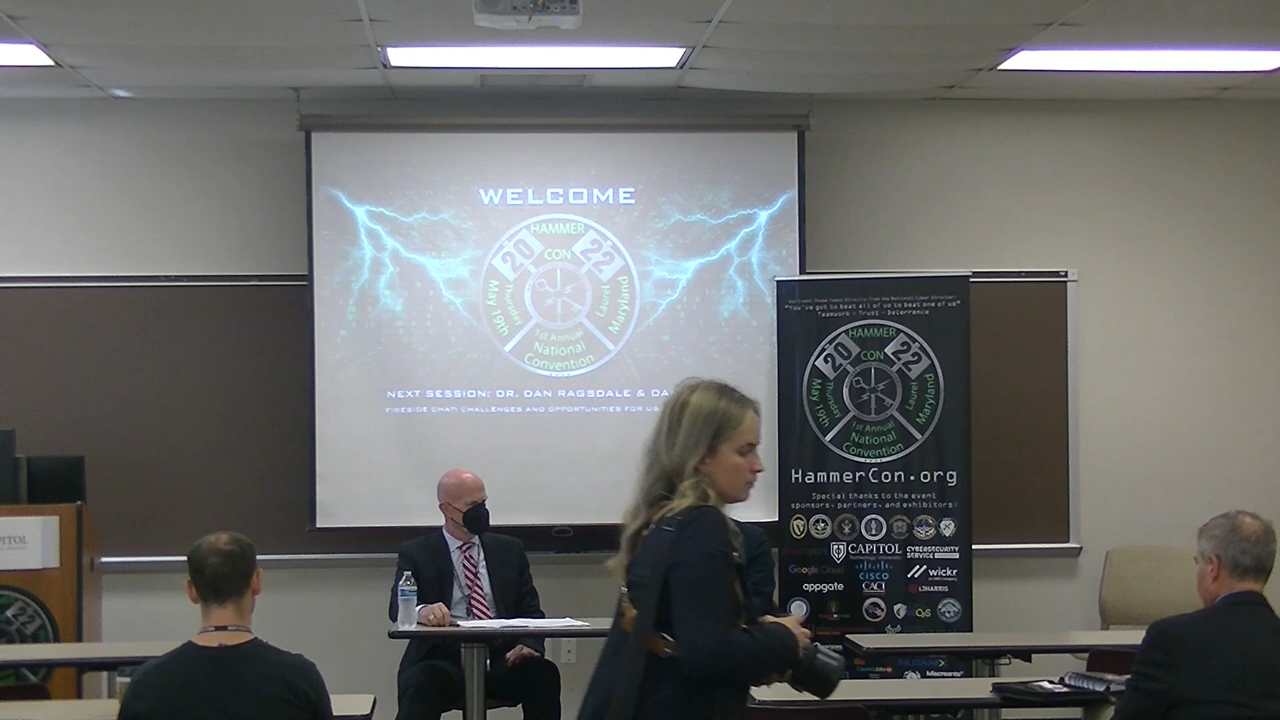 WELCOME
HAMMER
CON
20 22
May 19th
Thursday
Laurel
Maryland
1st Annual
National
Convention
NEXT SESSION: DR. DAN RAGSDALE & DA
FIRESIDE CHAT: CHALLENGES AND OPPORTUNITIES FOR US
"You've got to beat all of us to beat one of us"
Teamwork - Trust - Deterrence
HAMMER
CON
20 22
May 19th
Thursday
Laurel
Maryland
1st Annual
National
Convention
HammerCon.org
Special thanks to the event
sponsors, partners, and exhibitors:
CAPITOL
CYBERSECURITY
SERVICE
Google Cloud
CISCO
wickr
appgate
CACI
L3HARRIS
NUTANIX
APITOL
22